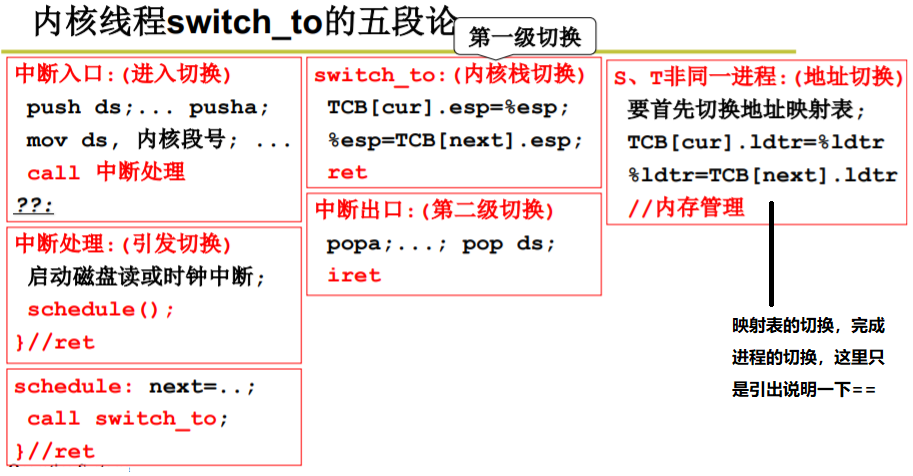 内核线程switch_to的五段论
第一级切换
中断入口:(进入切换)
push ds;... pusha;
mov ds, 内核段号; ...
call 中断处理
??:
中断处理:(引发切换)
启动磁盘读或时钟中断;
schedule();
}//ret
schedule: next=..;
call switch_to;
}//ret
switch_to:(内核栈切换)
TCB[cur].esp=%esp;
%esp=TCB[next].esp;
ret
中断出口:(第二级切换)
popa;...; pop ds;
iret
S、T非同一进程:(地址切换)
要首先切换地址映射表;
TCB[cur].ldtr=%ldtr
%ldtr=TCB[next].ldtr
//内存管理
映射表的切换，完成
进程的切换，这里只
是引出说明一下==